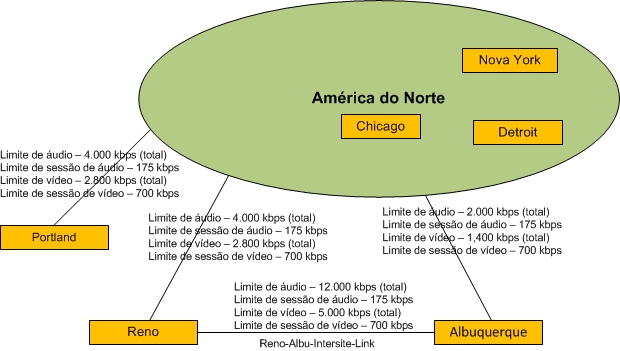 Nova York
América do Norte
Chicago
Detroit
Limite de áudio – 4.000 kbps (total)
Limite de sessão de áudio – 175 kbps
Limite de vídeo – 2.800 kbps (total)
Limite de sessão de vídeo – 700 kbps
Portland
Limite de áudio – 4.000 kbps (total)
Limite de sessão de áudio – 175 kbps
Limite de vídeo – 2.800 kbps (total)
Limite de sessão de vídeo – 700 kbps
Limite de áudio – 2.000 kbps (total)
Limite de sessão de áudio – 175 kbps
Limite de vídeo – 1,400 kbps (total)
Limite de sessão de vídeo – 700 kbps
Limite de áudio – 12.000 kbps (total)
Limite de sessão de áudio – 175 kbps
Limite de vídeo – 5.000 kbps (total)
Limite de sessão de vídeo – 700 kbps
Reno
Albuquerque
Reno-Albu-Intersite-Link